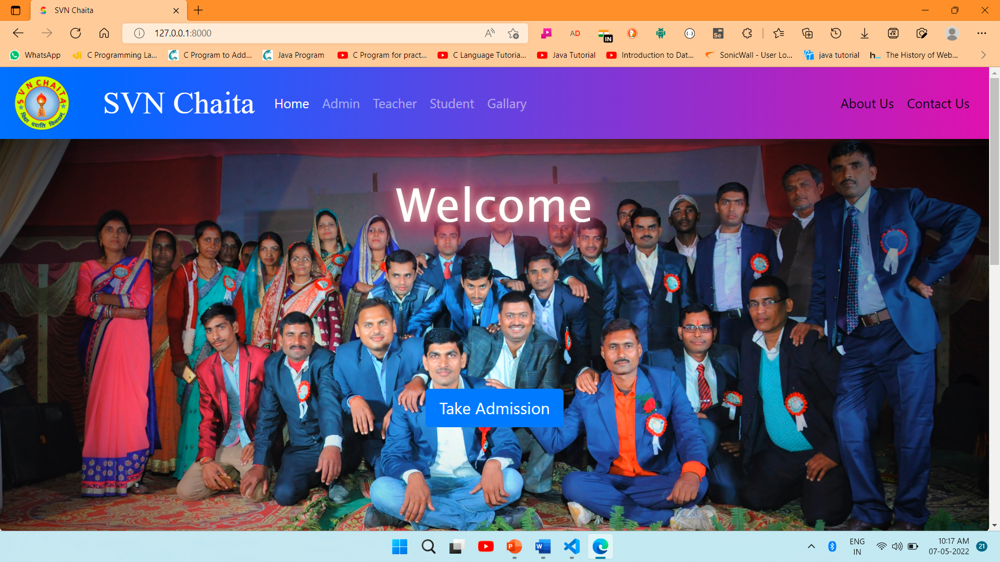 SVN Chaita
127.0.0.1:8000
AD
IN
Se
WhatsApp
C Programming La...
C Program to Add...
Java Program
C Program for pract...
C Language Tutoria...
Java Tutorial
Introduction to Dat...
SonicWall - User Lo...
java tutorial
The History of Web...
SVN CHAITA
विद्या ददाति विनयम्
SVN Chaita
Home
Admin
Teacher
Student
Gallary
About Us
Contact Us
Welcome
Take Admission
ENG
IN
10:17 AM
07-05-2022
21